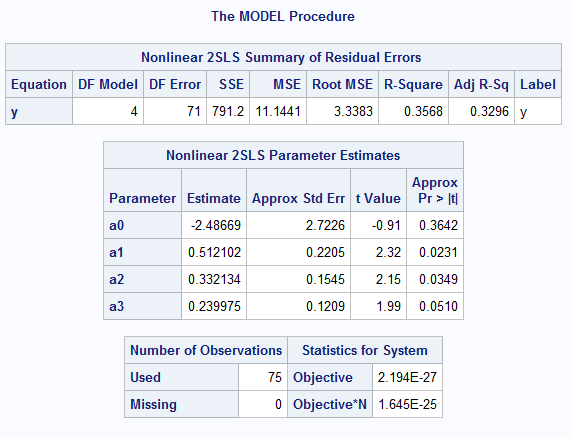 The MODEL Procedure
Nonlinear 2SLS Summary of Residual Errors
Equation DF Model DF Error SSE MSE Root MSE R-Square Adj R-Sq Label
y 4 71 791.2 11.1441 3.3383 0.3568 0.3296 y
Nonlinear 2SLS Parameter Estimates
Parameter Estimate Approx Std Err t Value Approx Pr > |t|
a0 -2.48669 2.7226 -0.91 0.3642
a1 0.512102 0.2205 2.32 0.0231
a2 0.332134 0.1545 2.15 0.0349
a3 0.239975 0.1209 1.99 0.0510
Number of Observations Statistics for System
Used 75 Objective 2.194E-27
Missing 0 Objective*N 1.645E-25